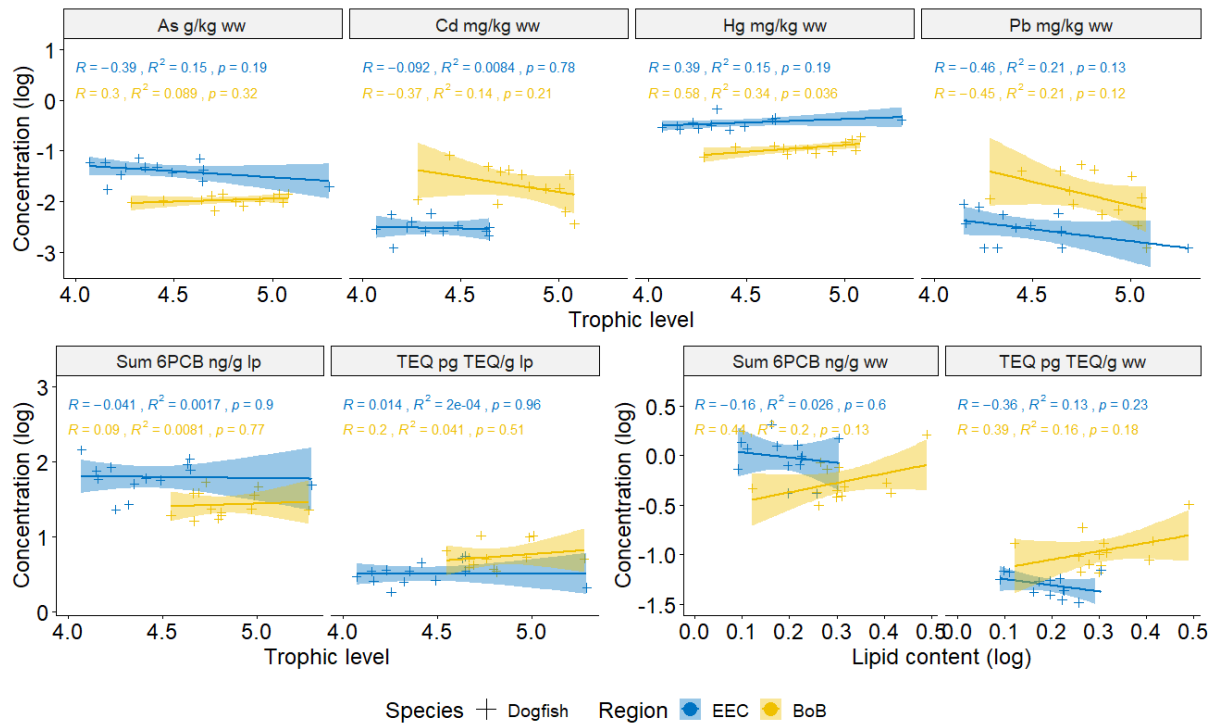 As g/kg ww
Cd mg/kg ww
Hg mg/kg ww
Pb mg/kg ww
Concentration (log)
1
0
-1
-2
-3
R = −0.39 , R² = 0.15 , p = 0.19
R = 0.3 , R² = 0.089 , p = 0.32
R = −0.092 , R² = 0.0084 , p = 0.78
R = −0.37 , R² = 0.14 , p = 0.21
R = 0.39 , R² = 0.15 , p = 0.19
R = 0.58 , R² = 0.34 , p = 0.036
R = −0.46 , R² = 0.21 , p = 0.13
R = −0.45 , R² = 0.21 , p = 0.12
4.0 4.5 5.0 4.0 4.5 5.0 4.0 4.5 5.0 4.0 4.5 5.0
Trophic level
Sum 6PCB ng/g lp
TEQ pg TEQ/g lp
Concentration (log)
3
2
1
0
R = −0.041 , R² = 0.0017 , p = 0.9
R = 0.09 , R² = 0.0081 , p = 0.77
R = 0.014 , R² = 2e−04 , p = 0.96
R = 0.2 , R² = 0.041 , p = 0.51
4.0 4.5 5.0 4.0 4.5 5.0
Trophic level
Sum 6PCB ng/g ww
TEQ pg TEQ/g ww
Concentration (log)
0.5
0.0
-0.5
-1.0
-1.5
R = −0.16 , R² = 0.026 , p = 0.6
R = 0.44 , R² = 0.2 , p = 0.13
R = −0.36 , R² = 0.13 , p = 0.23
R = 0.39 , R² = 0.16 , p = 0.18
0.0 0.1 0.2 0.3 0.4 0.5 0.0 0.1 0.2 0.3 0.4 0.5
Lipid content (log)
Species Dogfish Region EEC BoB